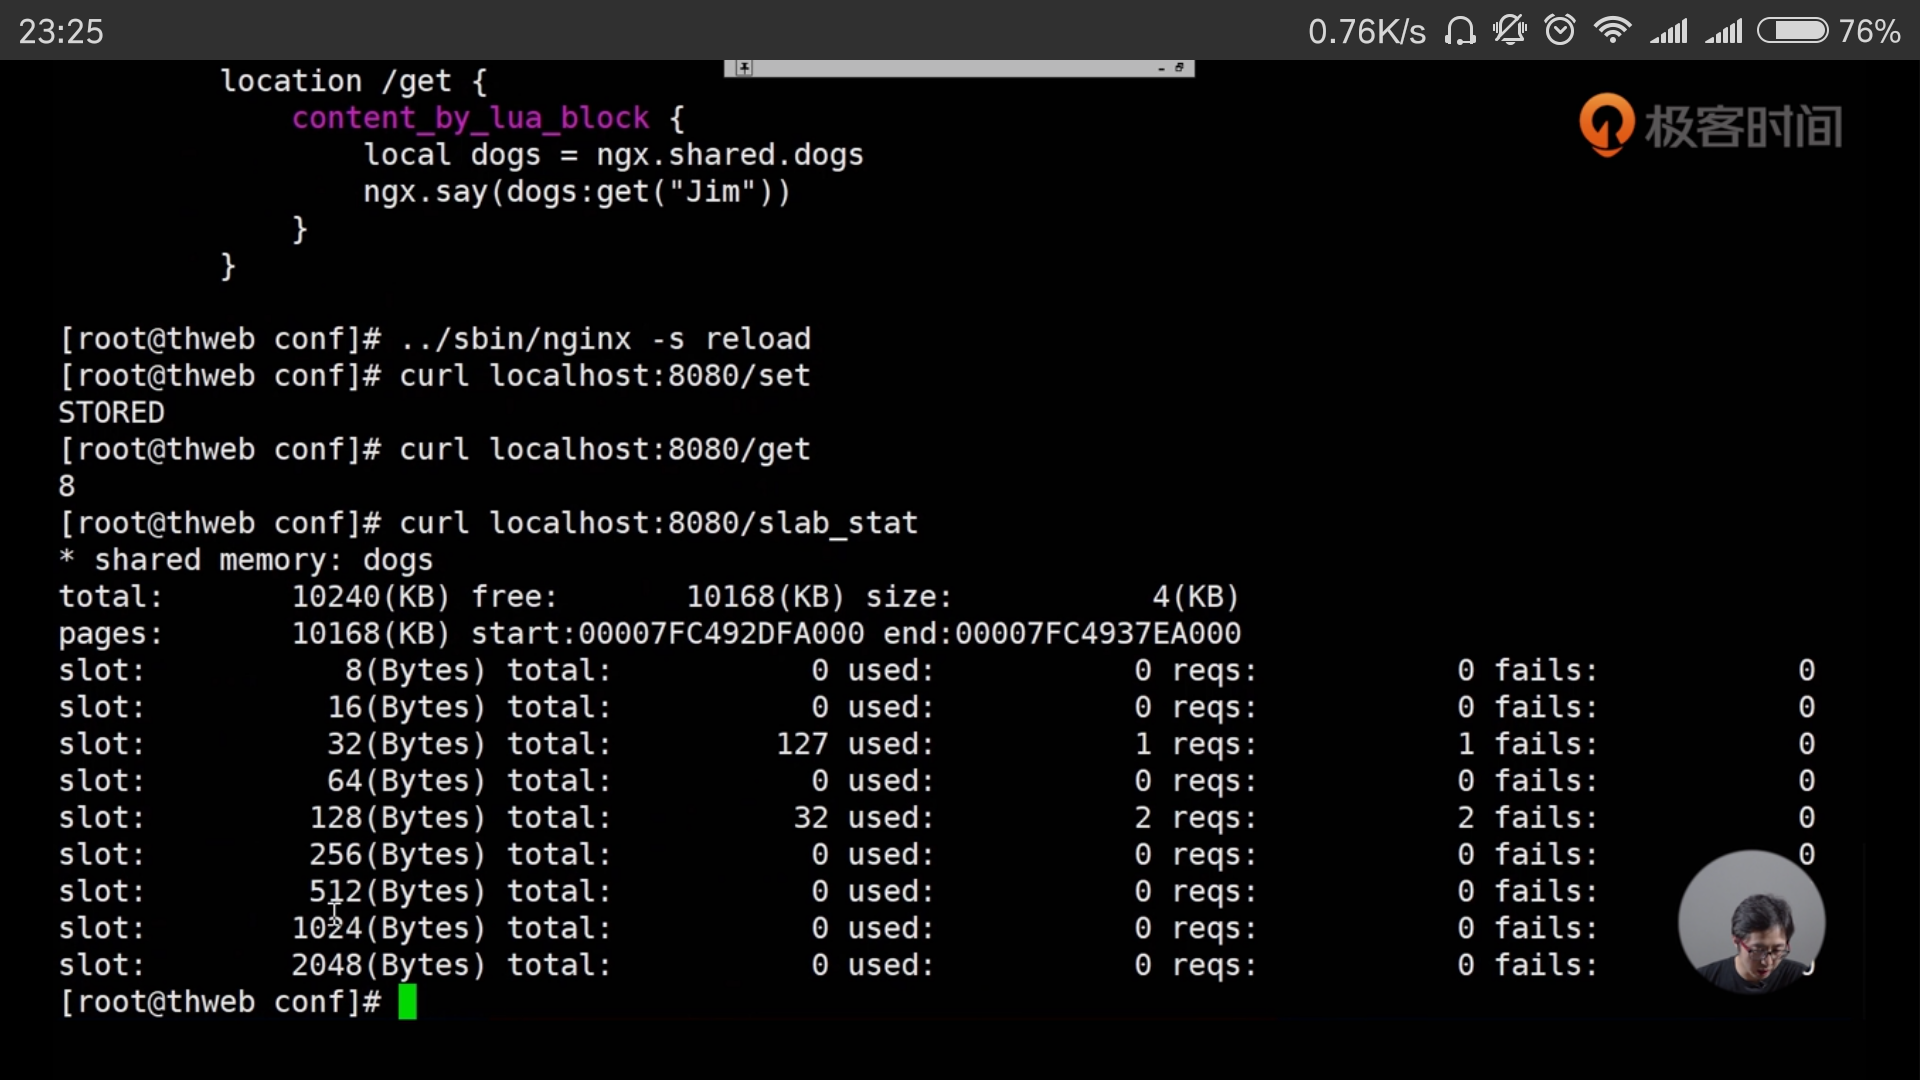 23:25 0.76K/s 76%
location /get {
content_by_lua_block {
local dogs = ngx.shared.dogs
ngx.say(dogs:get("Jim"))
}
}
极客时间
[root@thweb conf]# ../sbin/nginx -s reload
[root@thweb conf]# curl localhost:8080/set
STORED
[root@thweb conf]# curl localhost:8080/get
8
[root@thweb conf]# curl localhost:8080/slab_stat
* shared memory: dogs
total: 10240(KB) free: 10168(KB) size: 4(KB)
pages: 10168(KB) start:00007FC492DFA000 end:00007FC4937EA000
slot: 8(Bytes) total: 0 used: 0 reqs: 0 fails: 0
slot: 16(Bytes) total: 0 used: 0 reqs: 0 fails: 0
slot: 32(Bytes) total: 127 used: 1 reqs: 1 fails: 0
slot: 64(Bytes) total: 0 used: 0 reqs: 0 fails: 0
slot: 128(Bytes) total: 32 used: 2 reqs: 2 fails: 0
slot: 256(Bytes) total: 0 used: 0 reqs: 0 fails: 0
slot: 512(Bytes) total: 0 used: 0 reqs: 0 fails:
slot: 1024(Bytes) total: 0 used: 0 reqs: 0 fails:
slot: 2048(Bytes) total: 0 used: 0 reqs: 0 fails:
[root@thweb conf]#